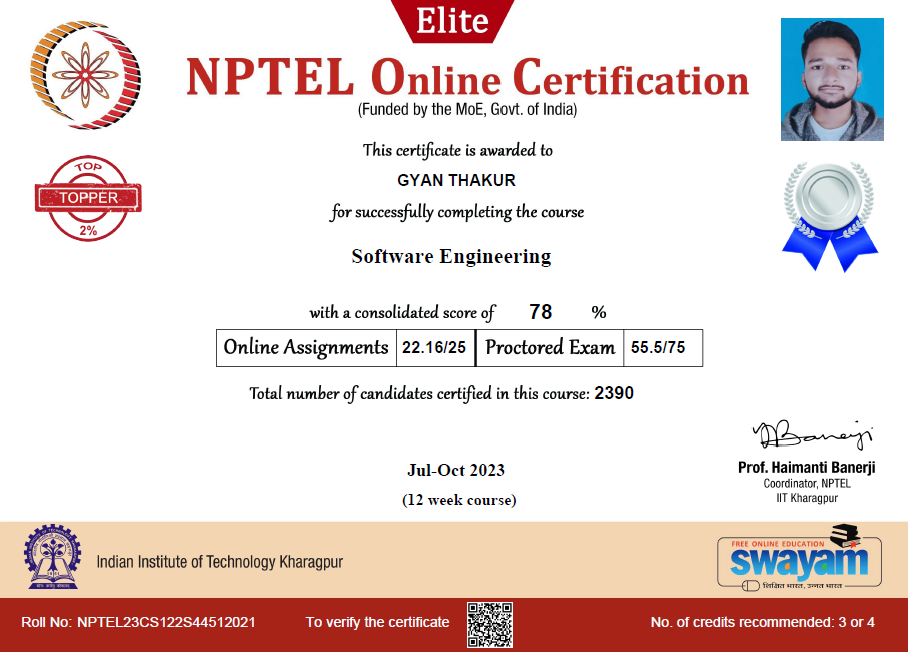 Elite
NPTEL Online Certification
(Funded by the MoE, Govt. of India)
This certificate is awarded to
GYAN THAKUR
for successfully completing the course
TOP
TOPPER
2%
Software Engineering
with a consolidated score of 78 %
Online Assignments 22.16/25 Proctored Exam 55.5/75
Total number of candidates certified in this course: 2390
Jul-Oct 2023
(12 week course)
Prof. Haimanti Banerji
Coordinator, NPTEL
IIT Kharagpur
Indian Institute of Technology Kharagpur
FREE ONLINE EDUCATION
swayam
शिक्षित भारत, उन्नत भारत
Roll No: NPTEL23CS122S44512021 To verify the certificate No. of credits recommended: 3 or 4